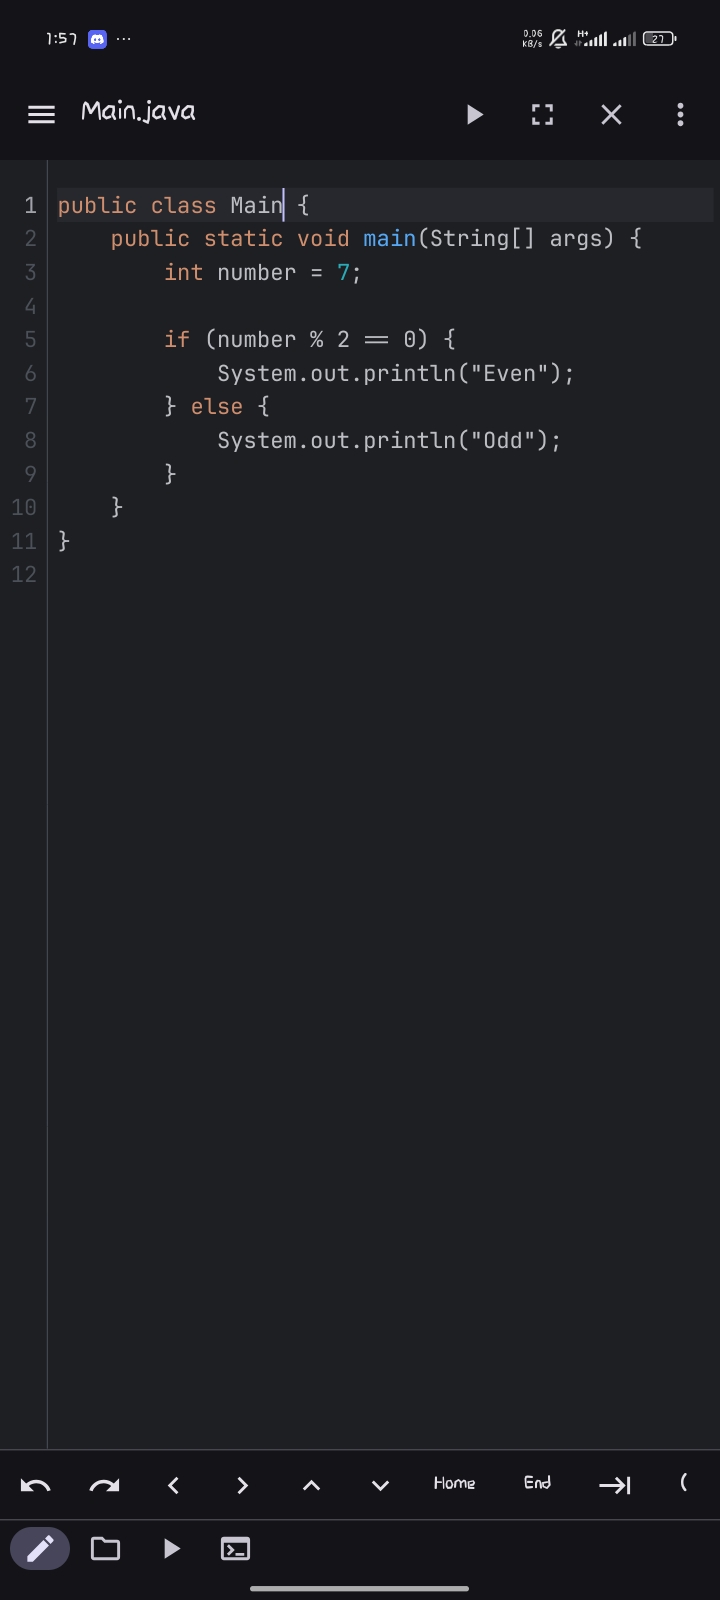 1:57 ...
0.06 KB/s H+ 27
Main.java
1 public class Main {
2     public static void main(String[] args) {
3         int number = 7;
4
5         if (number % 2 == 0) {
6             System.out.println("Even");
7         } else {
8             System.out.println("Odd");
9         }
10     }
11 }
12
Home End (